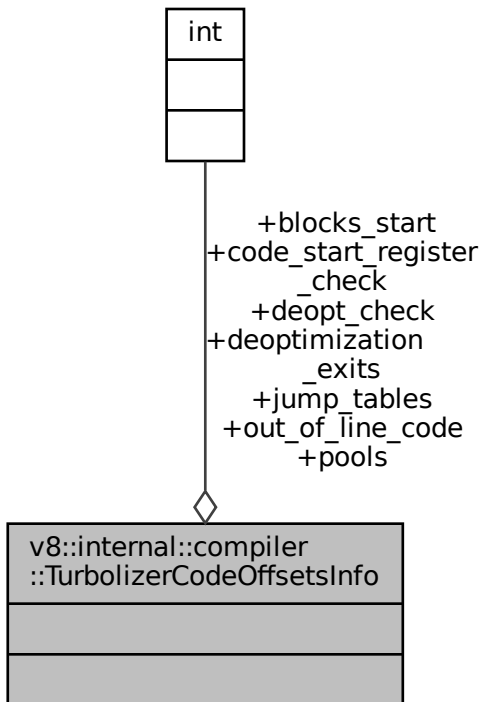 int
+blocks_start
+code_start_register
_check
+deopt_check
+deoptimization
_exits
+jump_tables
+out_of_line_code
+pools
v8::internal::compiler
::TurbolizerCodeOffsetsInfo